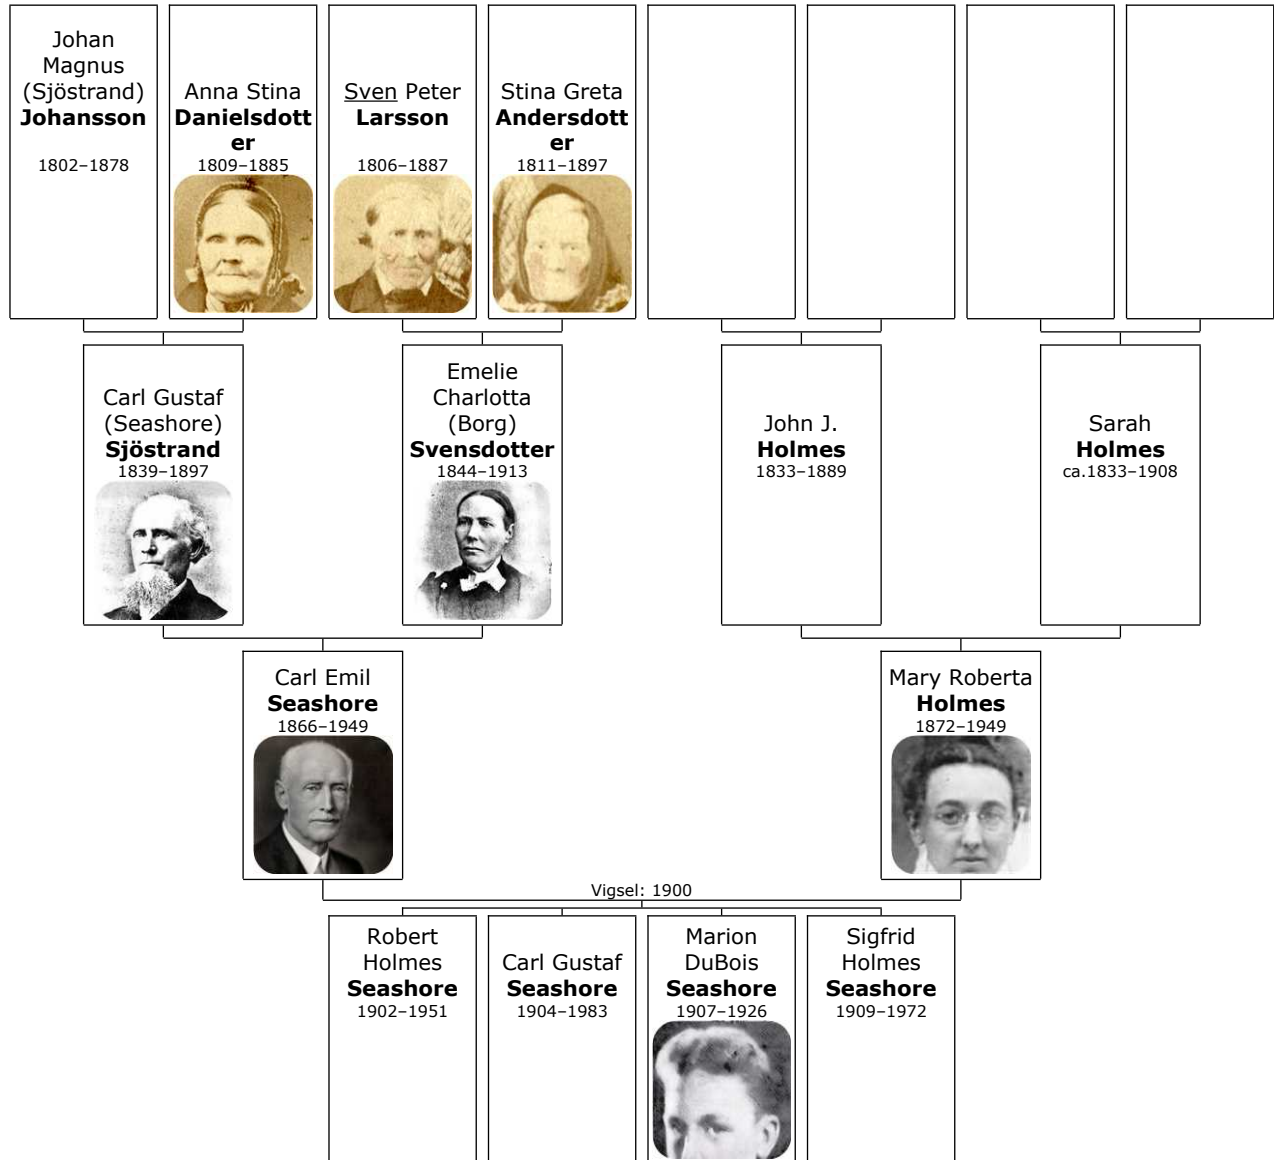 Johan
Magnus
(Sjöstrand)
Johansson
1802–1878
Anna Stina
Danielsdott
er
1809–1885
Sven Peter
Larsson
1806–1887
Stina Greta
Andersdott
er
1811–1897
Carl Gustaf
(Seashore)
Sjöstrand
1839–1897
Emelie
Charlotta
(Borg)
Svensdotter
1844–1913
John J.
Holmes
1833–1889
Sarah
Holmes
ca.1833–1908
Carl Emil
Seashore
1866–1949
Mary Roberta
Holmes
1872–1949
Vigsel: 1900
Robert
Holmes
Seashore
1902–1951
Carl Gustaf
Seashore
1904–1983
Marion
DuBois
Seashore
1907–1926
Sigfrid
Holmes
Seashore
1909–1972